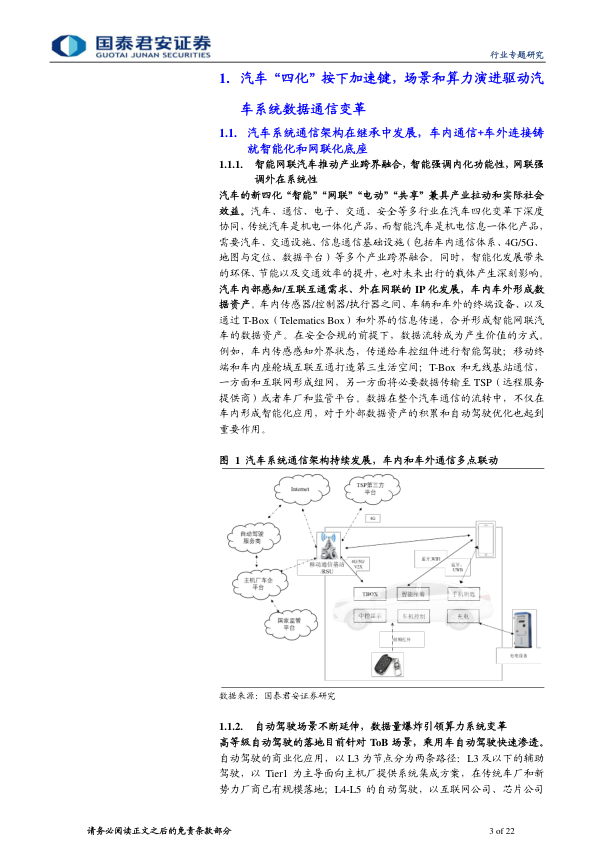 国泰君安证券
GUOTAI JUNAN SECURITIES
行业专题研究
1. 汽车“四化”按下加速键，场景和算力演进驱动汽
车系统数据通信变革
1.1. 汽车系统通信架构在继承中发展，车内通信+车外连接铸
就智能化和网联化底座
1.1.1. 智能网联汽车推动产业跨界融合，智能强调内化功能性，网联强
调外在系统性
汽车的新四化“智能”“网联”“电动”“共享”兼具产业拉动和实际社会
效益。汽车、通信、电子、交通、安全等多行业在汽车四化变革下深度
协同，传统汽车是机电一体化产品，而智能汽车是机电信息一体化产品，
需要汽车、交通设施、信息通信基础设施（包括车内通信体系、4G/5G、
地图与定位、数据平台）等多个产业跨界融合。同时，智能化发展带来
的环保、节能以及交通效率的提升，也对未来出行的载体产生深刻影响。
汽车内部感知/互联互通需求、外在网联的 IP 化发展，车内车外形成数
据资产。车内传感器/控制器/执行器之间、车辆和车外的终端设备、以及
通过 T-Box（Telematics Box）和外界的信息传递，合并形成智能网联汽
车的数据资产。在安全合规的前提下，数据流转成为产生价值的方式。
例如，车内传感感知外界状态，传递给车控组件进行智能驾驶；移动终
端和车内座舱域互联互通打造第三生活空间；T-Box 和无线基站通信，
一方面和互联网形成组网，另一方面将必要数据传输至 TSP（远程服务
提供商）或者车厂和监管平台。数据在整个汽车通信的流转中，不仅在
车内形成智能化应用，对于外部数据资产的积累和自动驾驶优化也起到
重要作用。
图 1 汽车系统通信架构持续发展，车内和车外通信多点联动
Internet
TSP第三方
平台
4G
自动驾驶
服务商
移动通信基站
/RSU
4G/5G/
V2X
蓝牙/WIFI
蓝牙、
UWB
主机厂车企
平台
TBOX
智能座舱
手机钥匙
中控显示
车机控制
充电
国家监管
平台
射频红外
充电设备
数据来源：国泰君安证券研究
1.1.2. 自动驾驶场景不断延伸，数据量爆炸引领算力系统变革
高等级自动驾驶的落地目前针对 ToB 场景，乘用车自动驾驶快速渗透。
自动驾驶的商业化应用，以 L3 为节点分为两条路径：L3 及以下的辅助
驾驶，以 Tier1 为主导面向主机厂提供系统集成方案，在传统车厂和新
势力厂商已有规模落地；L4-L5 的自动驾驶，以互联网公司、芯片公司
请务必阅读正文之后的免责条款部分
3 of 22